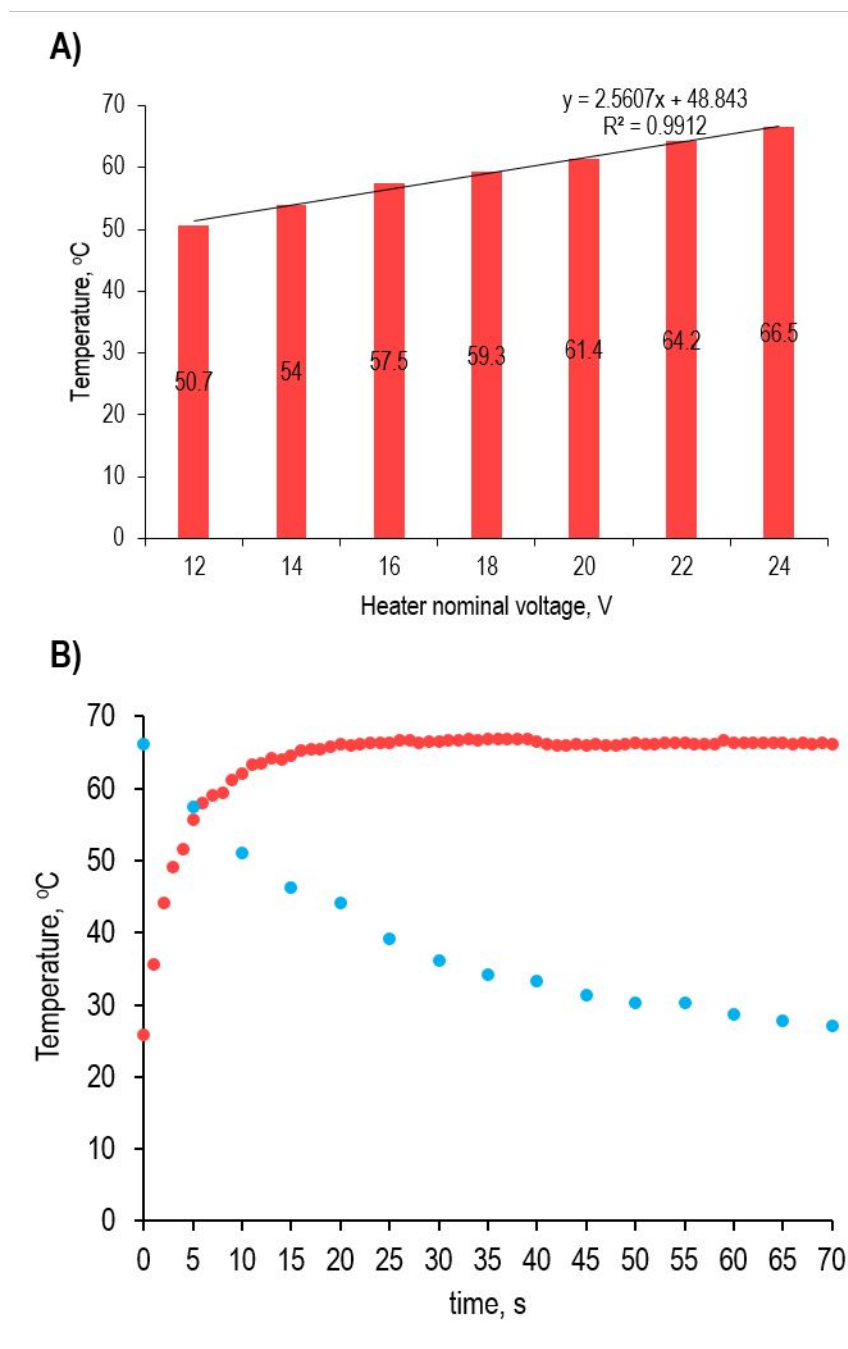 A)
y = 2.5607x + 48.843
R² = 0.9912
70
60
50
40
30
20
10
0
Temperature, ºC
50.7
54
57.5
59.3
61.4
64.2
66.5
12 14 16 18 20 22 24
Heater nominal voltage, V
B)
70
60
50
40
30
20
10
0
Temperature, ºC
0 5 10 15 20 25 30 35 40 45 50 55 60 65 70
time, s